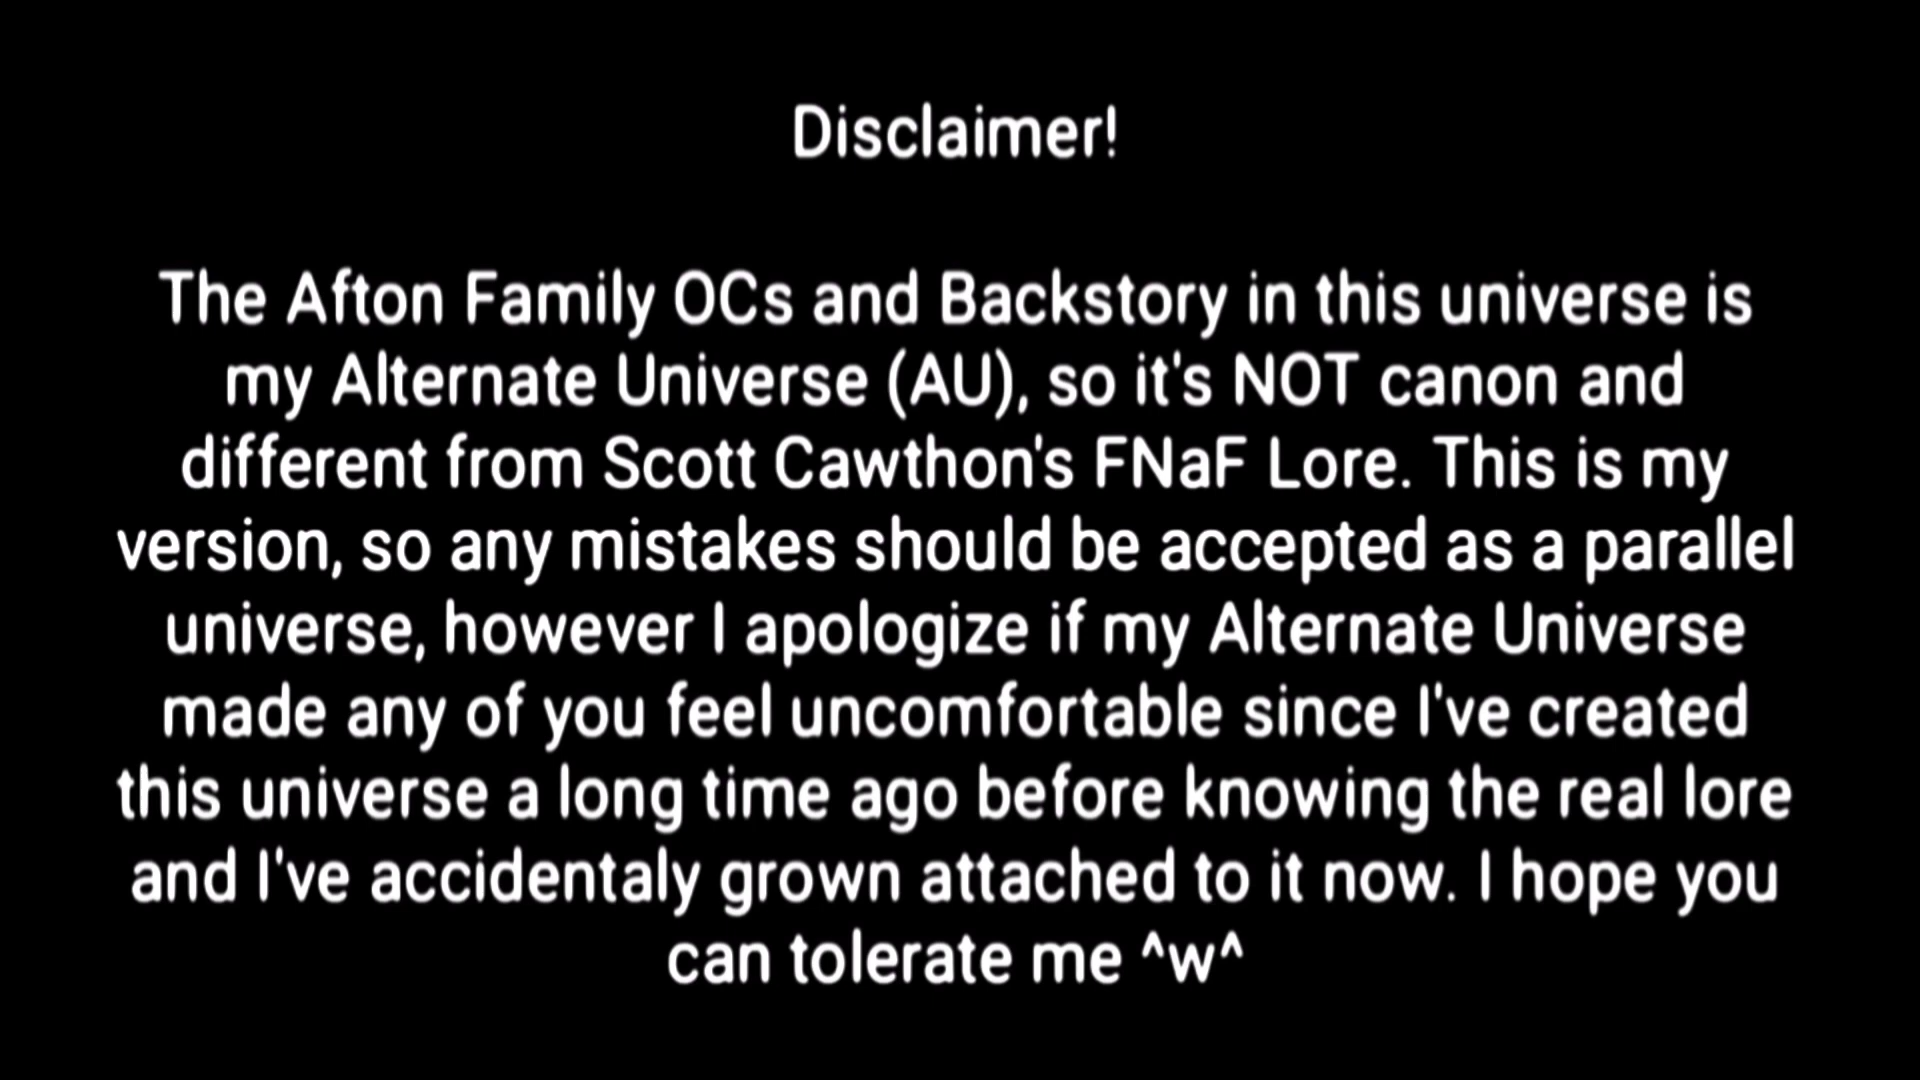 Disclaimer!
The Afton Family OCs and Backstory in this universe is
my Alternate Universe (AU), so it's NOT canon and
different from Scott Cawthon's FNaF Lore. This is my
version, so any mistakes should be accepted as a parallel
universe, however I apologize if my Alternate Universe
made any of you feel uncomfortable since I've created
this universe a long time ago before knowing the real lore
and I've accidentaly grown attached to it now. I hope you
can tolerate me ^w^